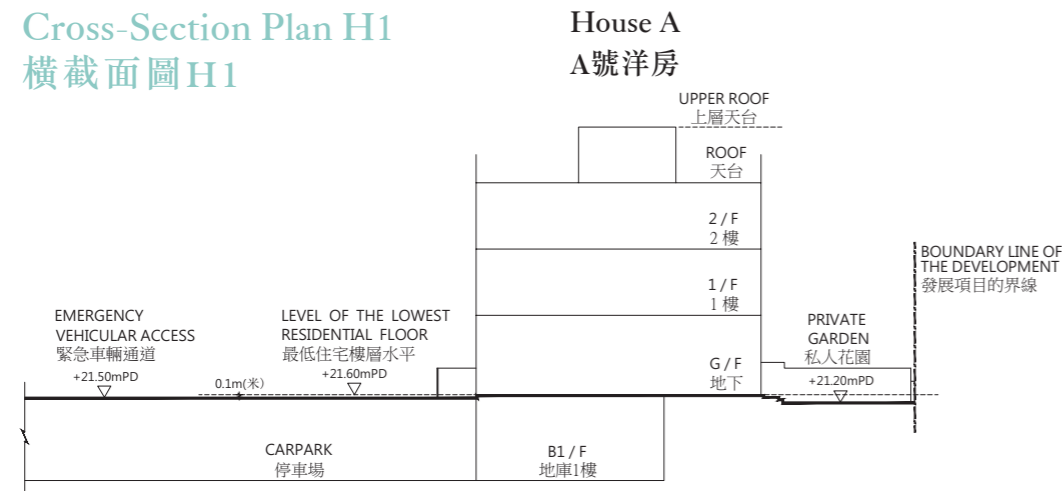 Cross-Section Plan H1
橫截面圖H1
House A
A號洋房
UPPER ROOF
上層天台
ROOF
天台
2 / F
2 樓
1 / F
1 樓
BOUNDARY LINE OF
THE DEVELOPMENT
發展項目的界線
EMERGENCY
VEHICULAR ACCESS
緊急車輛通道
+21.50mPD
0.1m(米)
LEVEL OF THE LOWEST
RESIDENTIAL FLOOR
最低住宅樓層水平
+21.60mPD
G / F
地下
PRIVATE
GARDEN
私人花園
+21.20mPD
CARPARK
停車場
B1 / F
地庫1樓